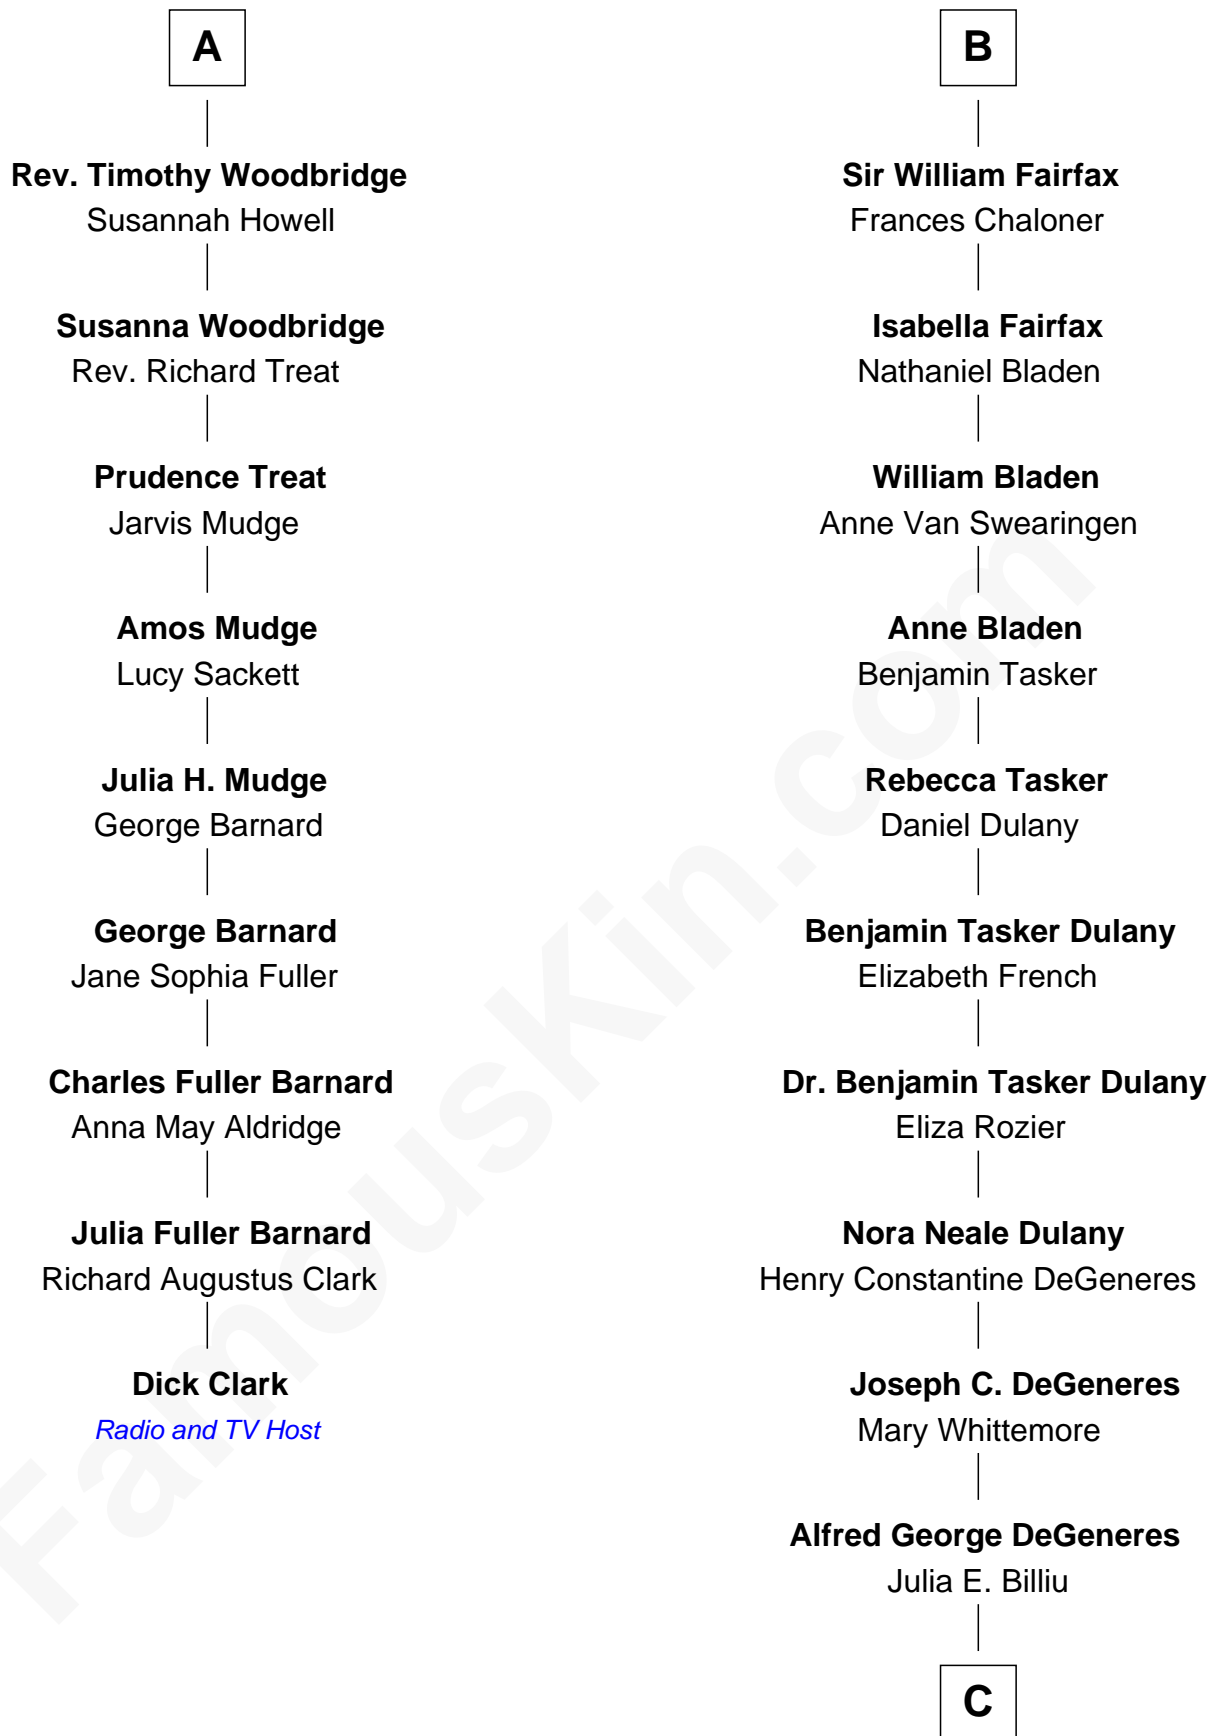 A
Rev. Timothy Woodbridge
Susannah Howell
Susanna Woodbridge
Rev. Richard Treat
Prudence Treat
Jarvis Mudge
Amos Mudge
Lucy Sackett
Julia H. Mudge
George Barnard
George Barnard
Jane Sophia Fuller
Charles Fuller Barnard
Anna May Aldridge
Julia Fuller Barnard
Richard Augustus Clark
Dick Clark
Radio and TV Host
B
Sir William Fairfax
Frances Chaloner
Isabella Fairfax
Nathaniel Bladen
William Bladen
Anne Van Swearingen
Anne Bladen
Benjamin Tasker
Rebecca Tasker
Daniel Dulany
Benjamin Tasker Dulany
Elizabeth French
Dr. Benjamin Tasker Dulany
Eliza Rozier
Nora Neale Dulany
Henry Constantine DeGeneres
Joseph C. DeGeneres
Mary Whittemore
Alfred George DeGeneres
Julia E. Billiu
C
FamousKin.com